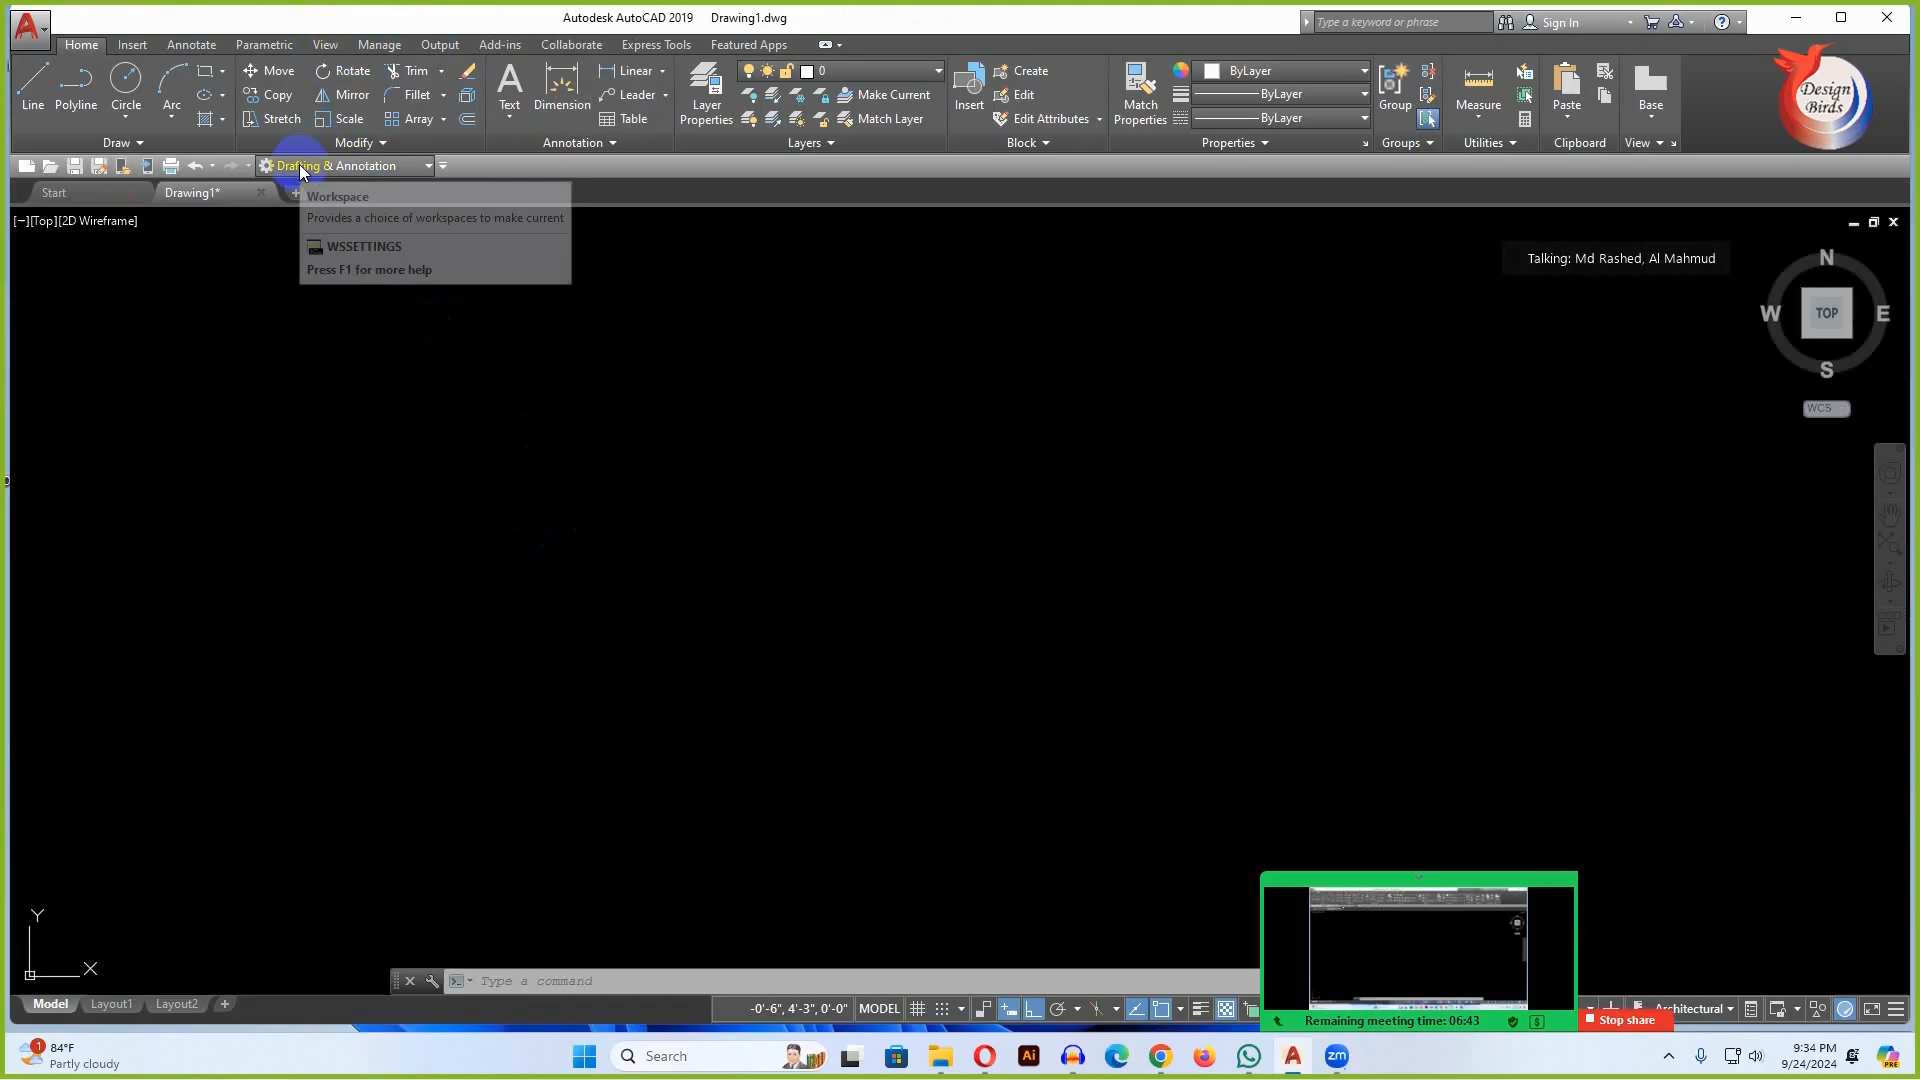 Autodesk AutoCAD 2019 Drawing1.dwg
Type a keyword or phrase
Sign In
Home Insert Annotate Parametric View Manage Output Add-ins Collaborate Express Tools Featured Apps
Line
Polyline
Circle
Arc
Draw
Move Rotate Trim
Copy Mirror Fillet
Stretch Scale Array
Modify
Text
Dimension
Linear
Leader
Table
Annotation
Layer
Properties
0
Make Current
Match Layer
Layers
Insert
Create
Edit
Edit Attributes
Block
Match
Properties
ByLayer
ByLayer
ByLayer
Properties
Group
Groups
Measure
Utilities
Paste
Clipboard
Base
View
Design
Birds
Drafting & Annotation
Start
Drawing1*
Workspace
Provides a choice of workspaces to make current
WSSETTINGS
Press F1 for more help
[−][Top][2D Wireframe]
Talking: Md Rashed, Al Mahmud
N
W TOP E
S
WCS
Y
X
Type a command
Model Layout1 Layout2
-0'-6", 4'-3", 0'-0" MODEL
Architectural
Remaining meeting time: 06:43
Stop share
1
84°F
Partly cloudy
Search
Ai
zm
9:34 PM
9/24/2024
PRE